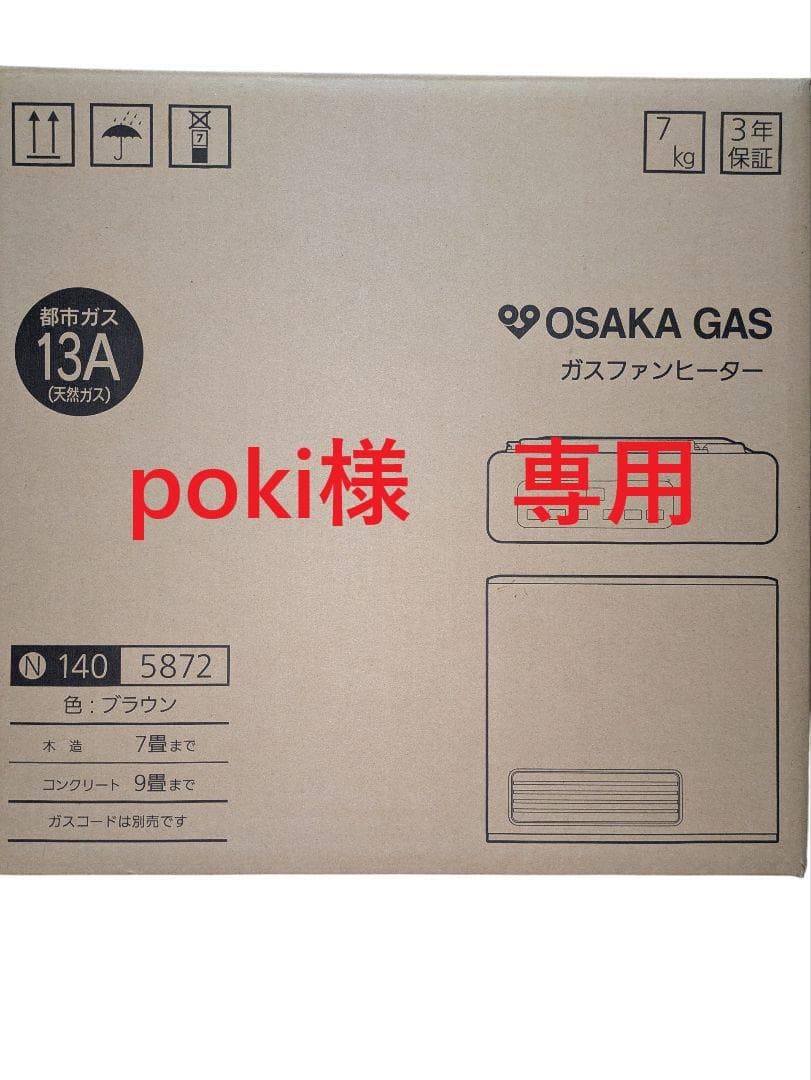 7
7
kg
3年
保証
都市ガス
13A
(天然ガス)
OSAKA GAS
ガスファンヒーター
poki様 専用
N 140 5872
色:ブラウン
木 造 7畳まで
コンクリート 9畳まで
ガスコードは別売です